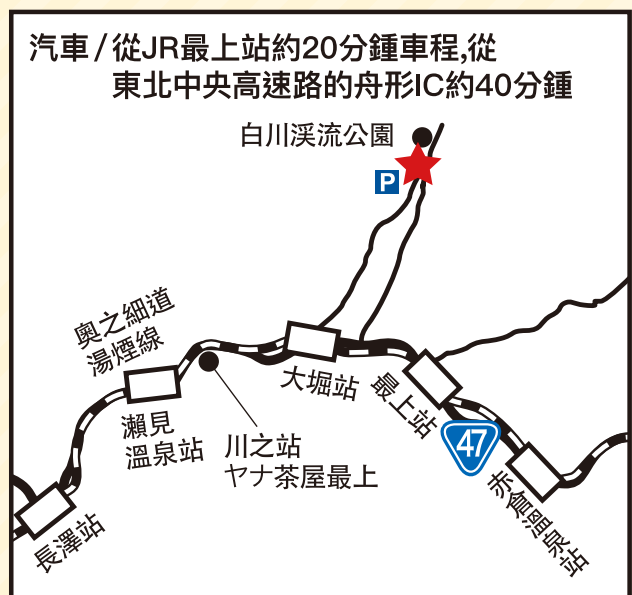 汽車/從JR最上站約20分鍾車程,從
東北中央高速路的舟形IC約40分鍾
白川溪流公園
P
奧之細道
湯煙線
大堀站
最上站
瀨見
溫泉站
川之站
ヤナ茶屋最上
47
赤倉溫泉站
長澤站